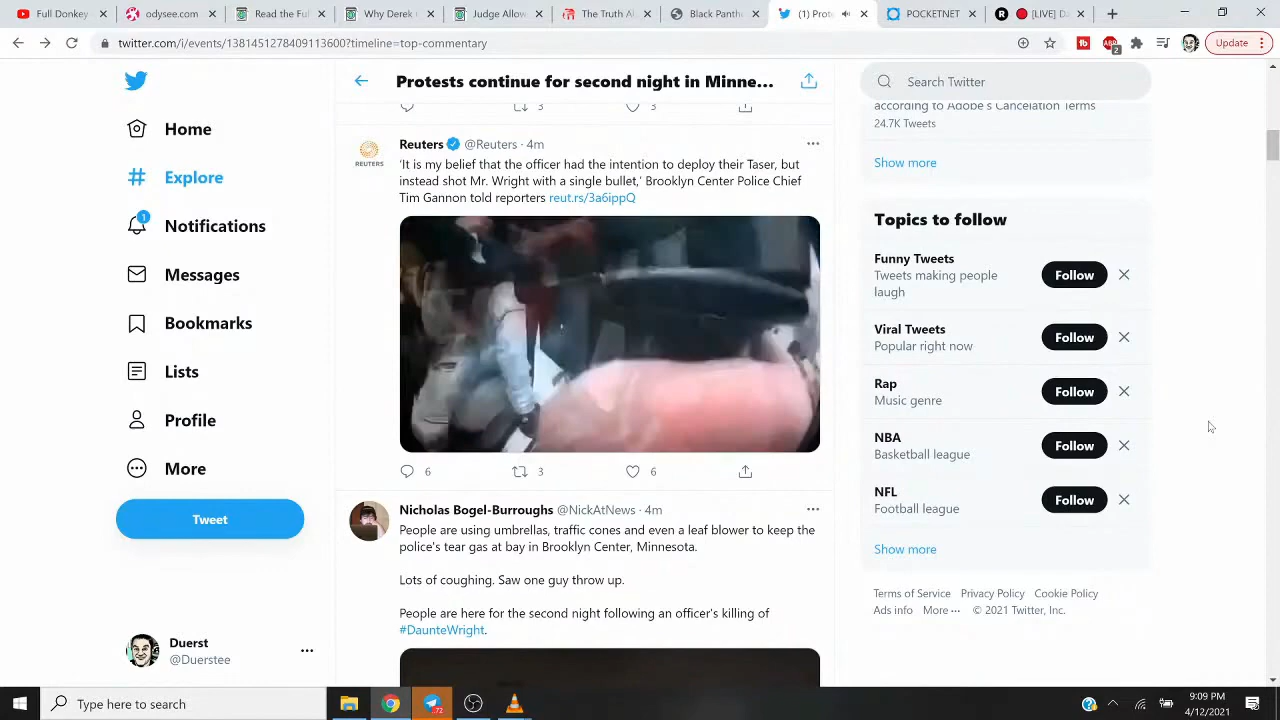 Full Donke
odysee.com
Read the Ful
Why Derek
Judge Allow
The Truth A
Black Panth
(1) Prot
POCKETNET
[LIVE] D
twitter.com/i/events/1381451278409113600?timeline=top-commentary
2
Update
Home
Explore
1
Notifications
Messages
Bookmarks
Lists
Profile
More
Tweet
Duerst
@Duerstee
Protests continue for second night in Minne...
3
3
Reuters @Reuters · 4m
REUTERS
‘It is my belief that the officer had the intention to deploy their Taser, but
instead shot Mr. Wright with a single bullet,’ Brooklyn Center Police Chief
Tim Gannon told reporters reut.rs/3a6ippQ
6
3
6
Nicholas Bogel-Burroughs @NickAtNews · 4m
People are using umbrellas, traffic cones and even a leaf blower to keep the
police's tear gas at bay in Brooklyn Center, Minnesota.
Lots of coughing. Saw one guy throw up.
People are here for the second night following an officer's killing of
#DaunteWright.
Search Twitter
according to Adobe's Cancelation Terms
24.7K Tweets
Show more
Topics to follow
Funny Tweets
Tweets making people
laugh
Follow
Viral Tweets
Popular right now
Follow
Rap
Music genre
Follow
NBA
Basketball league
Follow
NFL
Football league
Follow
Show more
Terms of Service Privacy Policy Cookie Policy
Ads info More ··· © 2021 Twitter, Inc.
Type here to search
72
9:09 PM
4/12/2021